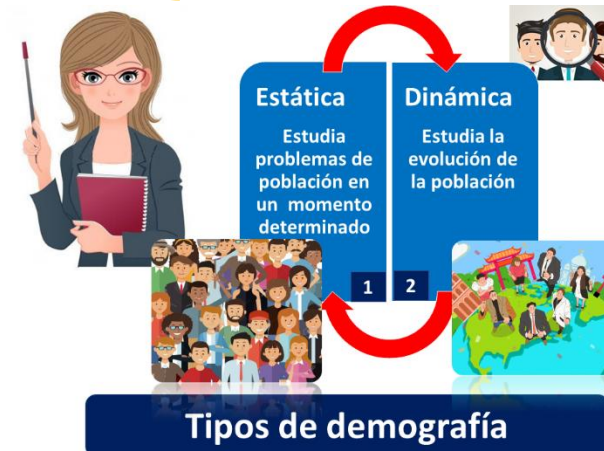 Estática
Estudia
problemas de
población en
un momento
determinado
1
Dinámica
Estudia la
evolución de
la población
2
Tipos de demografía